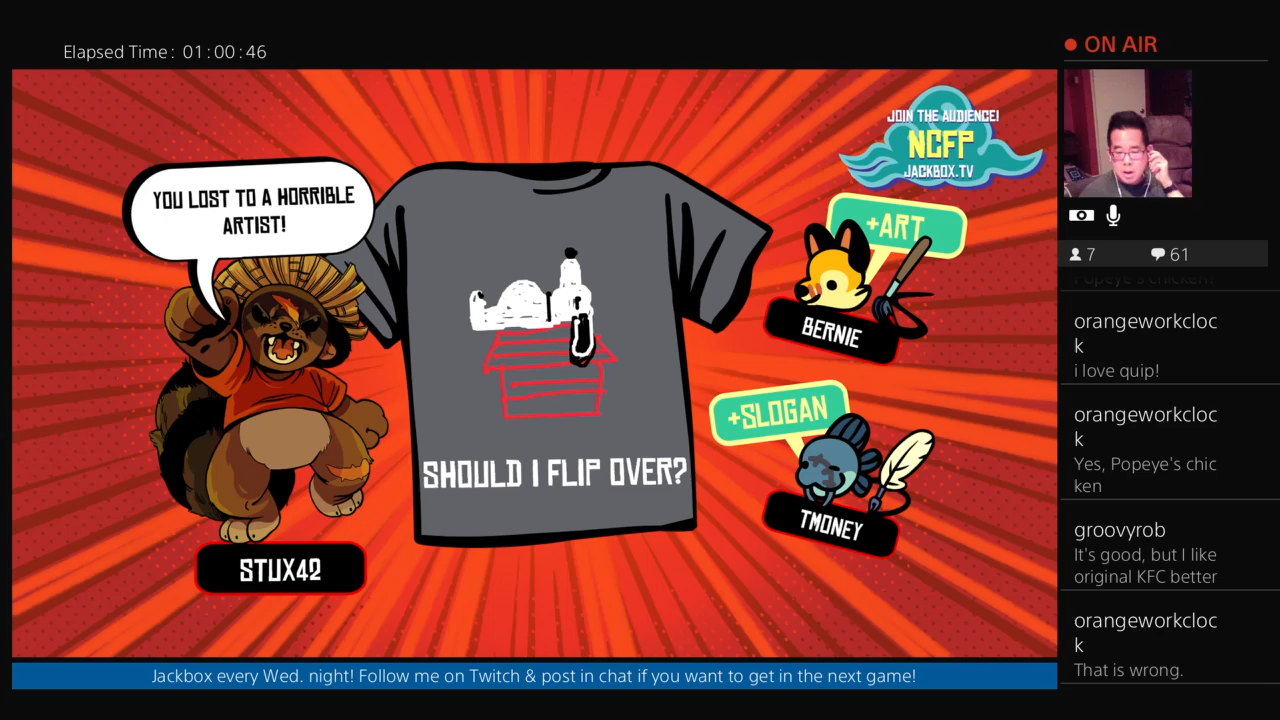 Elapsed Time: 01:00:46
ON AIR
JOIN THE AUDIENCE!
NCFP
JACKBOX.TV
YOU LOST TO A HORRIBLE
ARTIST!
+ART
BERNIE
SHOULD I FLIP OVER?
+SLOGAN
TMONEY
STUX42
7
61
Popeye's chicken
orangeworkcloc
k
i love quip!
orangeworkcloc
k
Yes, Popeye's chic
ken
groovyrob
It's good, but I like
original KFC better
orangeworkcloc
k
That is wrong.
Jackbox every Wed. night! Follow me on Twitch & post in chat if you want to get in the next game!